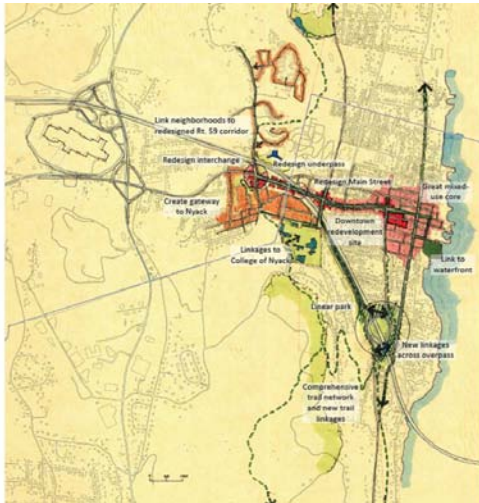 Link neighborhoods to
redesigned Rt. 59 corridor
Redesign interchange
Redesign underpass
Redesign Main Street
Great mixed-
use core
Create gateway
to Nyack
Downtown
redevelopment
site
Linkages to
College of Nyack
Link to
waterfront
Linear park
New linkages
across overpass
Comprehensive
trail network
and new trail
linkages